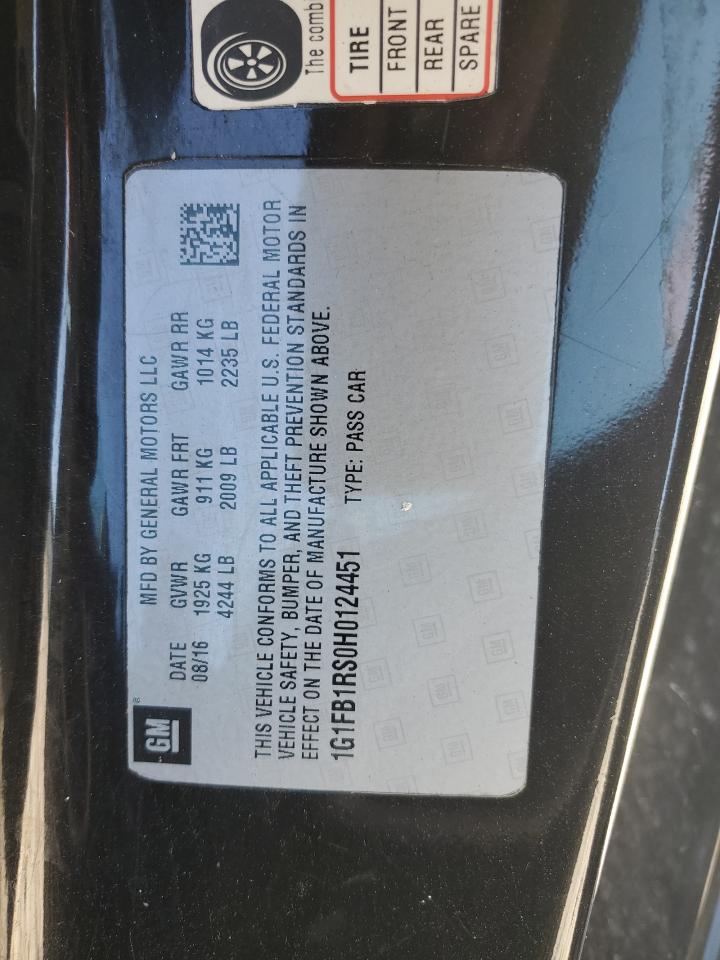 GM
MFD BY GENERAL MOTORS LLC
DATE GVWR GAWR FRT GAWR RR
08/16 1925 KG 911 KG 1014 KG
4244 LB 2009 LB 2235 LB
THIS VEHICLE CONFORMS TO ALL APPLICABLE U.S. FEDERAL MOTOR
VEHICLE SAFETY, BUMPER, AND THEFT PREVENTION STANDARDS IN
EFFECT ON THE DATE OF MANUFACTURE SHOWN ABOVE.
1G1FB1RS0H0124451 TYPE: PASS CAR
The comb
TIRE
FRONT
REAR
SPARE